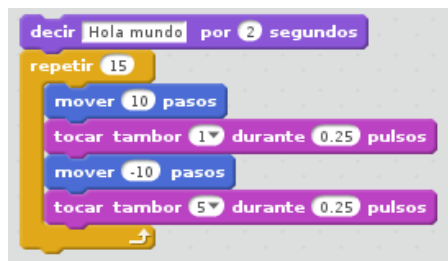 decir Hola mundo por 2 segundos
repetir 15
mover 10 pasos
tocar tambor 1 durante 0.25 pulsos
mover -10 pasos
tocar tambor 5 durante 0.25 pulsos